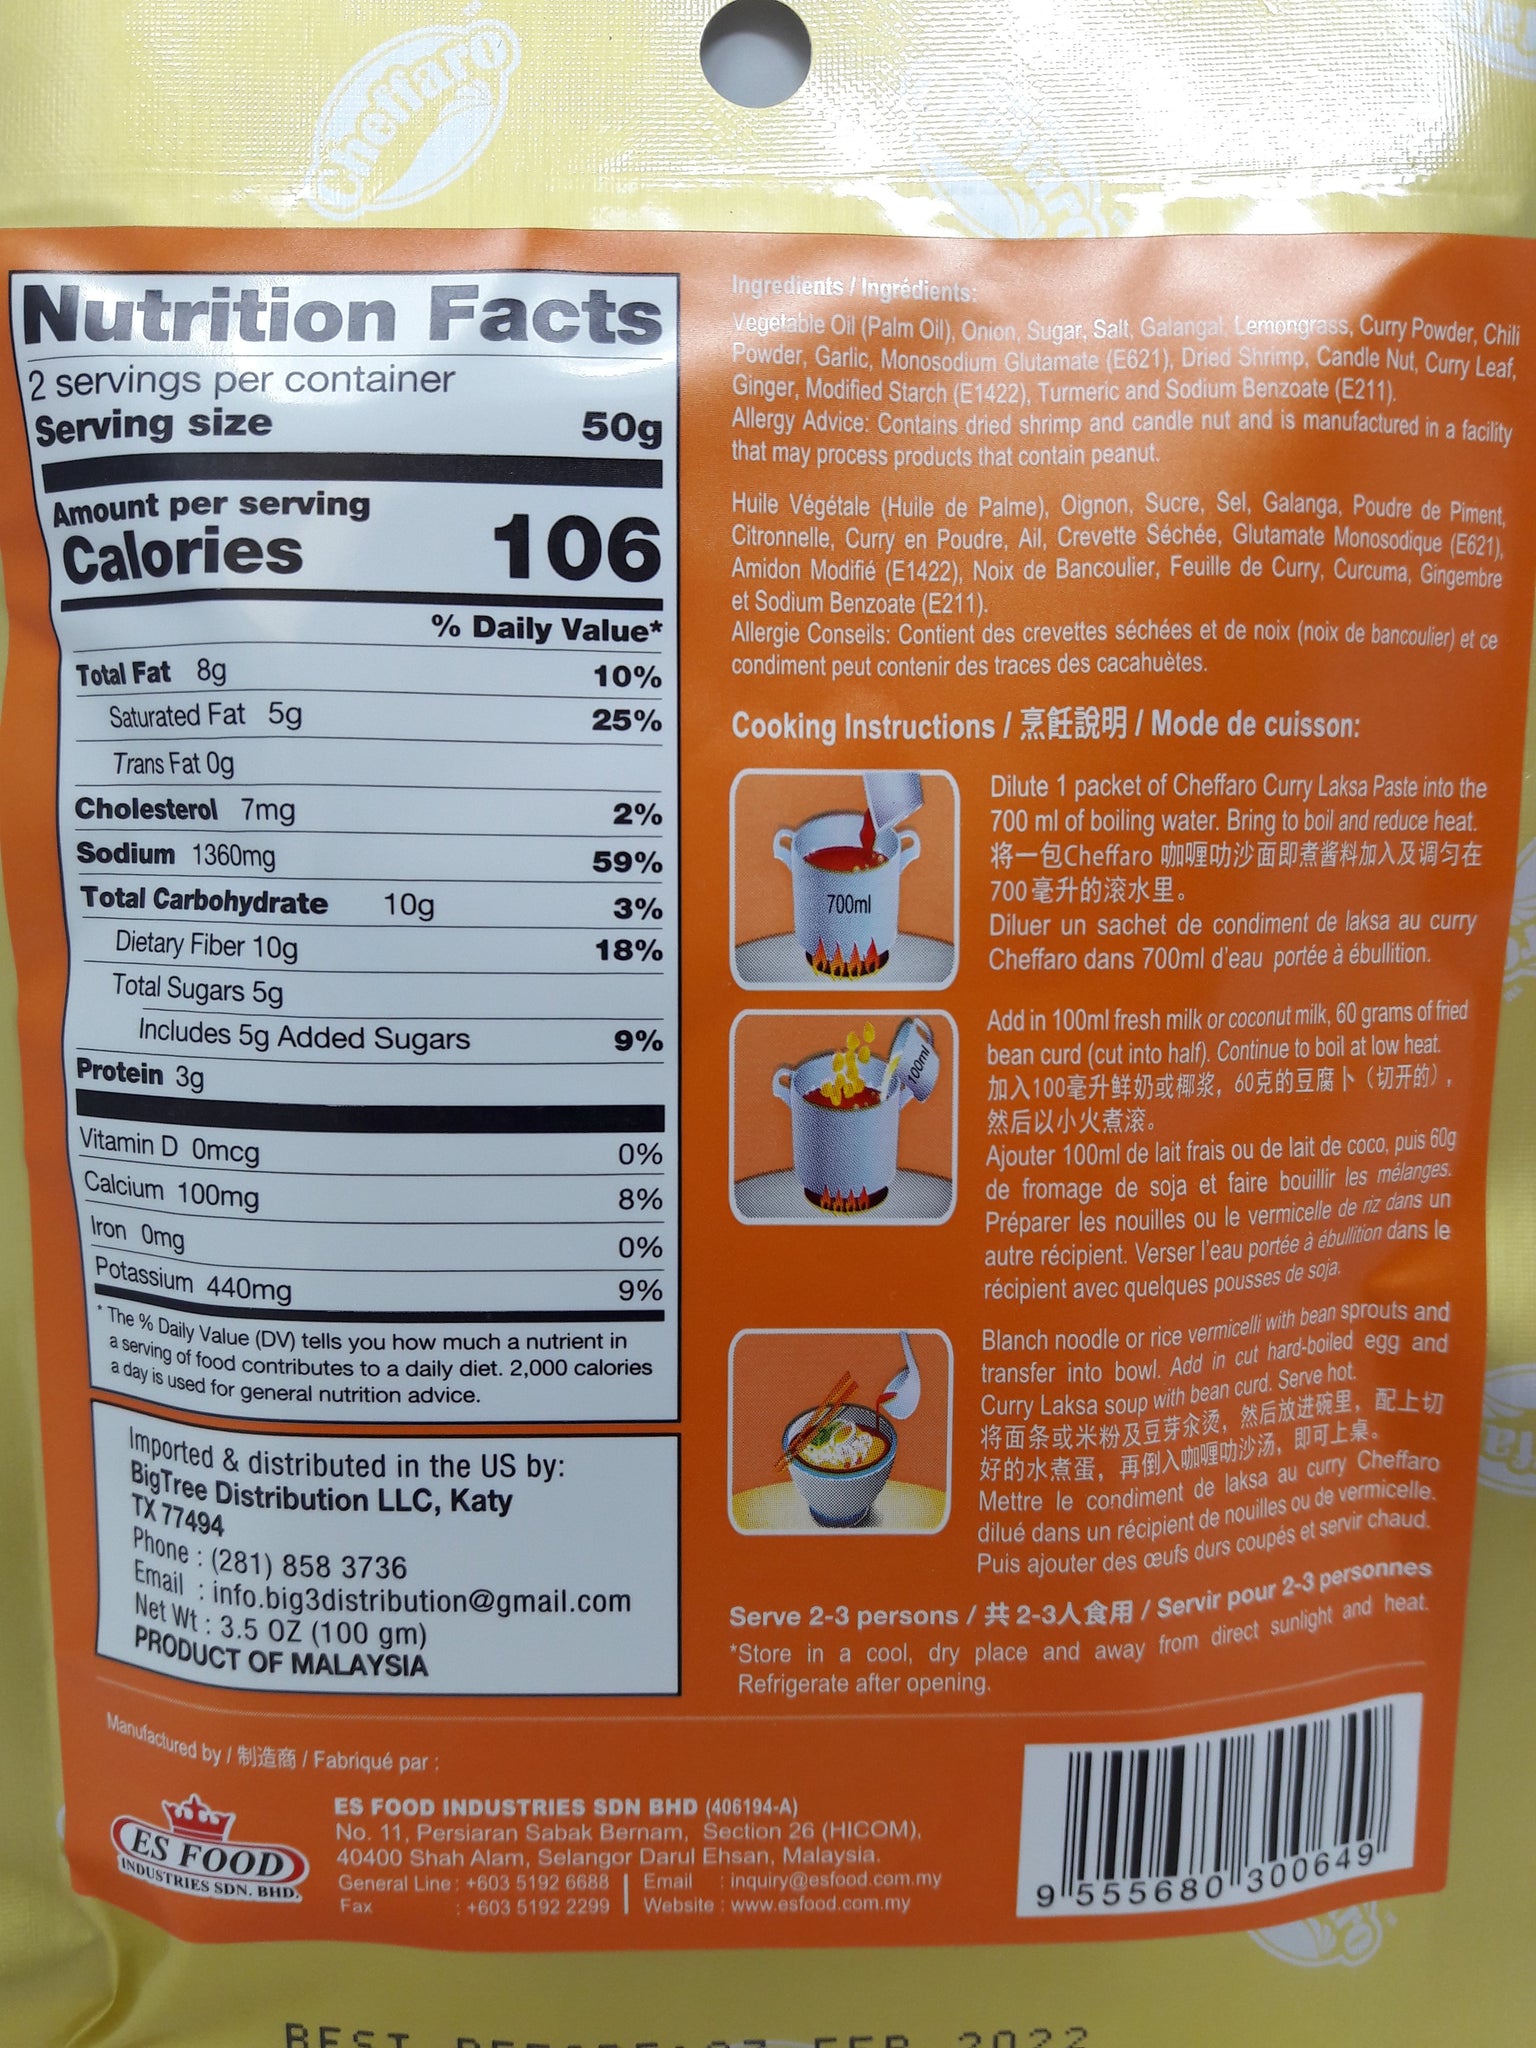 Cheffaro
Nutrition Facts
2 servings per container
Serving size 50g
Amount per serving
Calories 106
% Daily Value*
Total Fat 8g 10%
Saturated Fat 5g 25%
Trans Fat 0g
Cholesterol 7mg 2%
Sodium 1360mg 59%
Total Carbohydrate 10g 3%
Dietary Fiber 10g 18%
Total Sugars 5g
Includes 5g Added Sugars 9%
Protein 3g
Vitamin D 0mcg 0%
Calcium 100mg 8%
Iron 0mg 0%
Potassium 440mg 9%
* The % Daily Value (DV) tells you how much a nutrient in
a serving of food contributes to a daily diet. 2,000 calories
a day is used for general nutrition advice.
Imported & distributed in the US by:
BigTree Distribution LLC, Katy
TX 77494
Phone : (281) 858 3736
Email : info.big3distribution@gmail.com
Net Wt : 3.5 OZ (100 gm)
PRODUCT OF MALAYSIA
Ingredients / Ingrédients:
Vegetable Oil (Palm Oil), Onion, Sugar, Salt, Galangal, Lemongrass, Curry Powder, Chili
Powder, Garlic, Monosodium Glutamate (E621), Dried Shrimp, Candle Nut, Curry Leaf,
Ginger, Modified Starch (E1422), Turmeric and Sodium Benzoate (E211).
Allergy Advice: Contains dried shrimp and candle nut and is manufactured in a facility
that may process products that contain peanut.
Huile Végétale (Huile de Palme), Oignon, Sucre, Sel, Galanga, Poudre de Piment,
Citronnelle, Curry en Poudre, Ail, Crevette Séchée, Glutamate Monosodique (E621),
Amidon Modifié (E1422), Noix de Bancoulier, Feuille de Curry, Curcuma, Gingembre
et Sodium Benzoate (E211).
Allergie Conseils: Contient des crevettes séchées et de noix (noix de bancoulier) et ce
condiment peut contenir des traces des cacahuètes.
Cooking Instructions / 烹飪說明 / Mode de cuisson:
700ml
Dilute 1 packet of Cheffaro Curry Laksa Paste into the
700 ml of boiling water. Bring to boil and reduce heat.
将一包Cheffaro 咖喱叻沙面即煮酱料加入及调匀在
700 毫升的滚水里。
Diluer un sachet de condiment de laksa au curry
Cheffaro dans 700ml d'eau portée à ébullition.
100ml
Add in 100ml fresh milk or coconut milk, 60 grams of fried
bean curd (cut into half). Continue to boil at low heat.
加入100毫升鲜奶或椰浆，60克的豆腐卜（切开的），
然后以小火煮滚。
Ajouter 100ml de lait frais ou de lait de coco, puis 60g
de fromage de soja et faire bouillir les mélanges.
Préparer les nouilles ou le vermicelle de riz dans un
autre récipient. Verser l'eau portée à ébullition dans le
récipient avec quelques pousses de soja.
Blanch noodle or rice vermicelli with bean sprouts and
transfer into bowl. Add in cut hard-boiled egg and
Curry Laksa soup with bean curd. Serve hot.
将面条或米粉及豆芽氽烫，然后放进碗里，配上切
好的水煮蛋，再倒入咖喱叻沙汤，即可上桌。
Mettre le condiment de laksa au curry Cheffaro
dilué dans un récipient de nouilles ou de vermicelle.
Puis ajouter des œufs durs coupés et servir chaud.
Serve 2-3 persons / 共 2-3人食用 / Servir pour 2-3 personnes
*Store in a cool, dry place and away from direct sunlight and heat.
Refrigerate after opening.
Manufactured by / 制造商 / Fabriqué par :
ES FOOD
INDUSTRIES SDN. BHD.
ES FOOD INDUSTRIES SDN BHD (406194-A)
No. 11, Persiaran Sabak Bernam, Section 26 (HICOM),
40400 Shah Alam, Selangor Darul Ehsan, Malaysia.
General Line : +603 5192 6688 | Email : inquiry@esfood.com.my
Fax : +603 5192 2299 | Website : www.esfood.com.my
9 555680 300649
BEST BEFORE: 07 FEB 2022